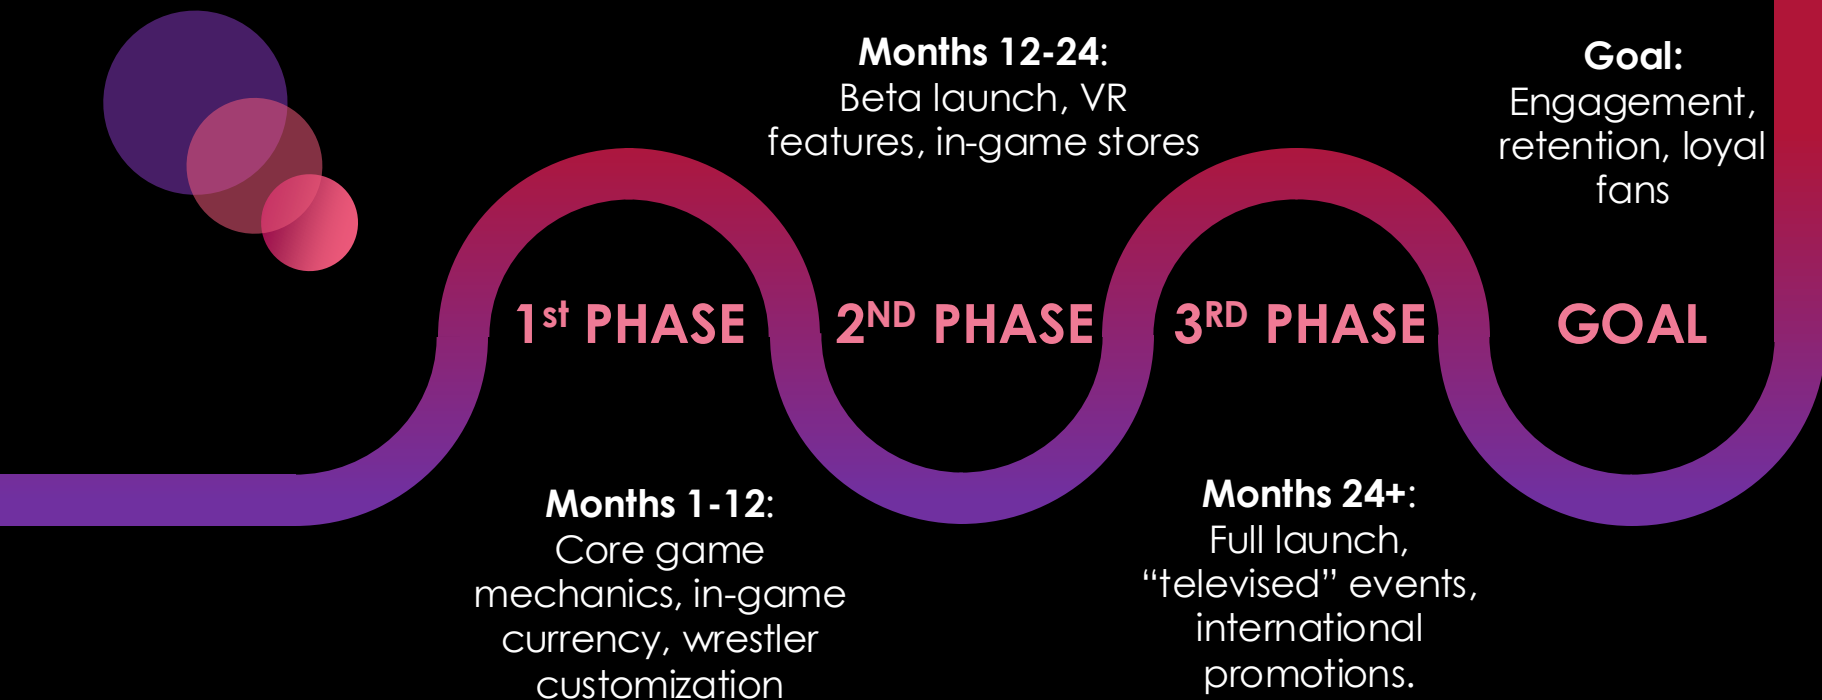 Months 12-24:
Beta launch, VR
features, in-game stores
Goal:
Engagement,
retention, loyal
fans
1st PHASE
2ND PHASE
3RD PHASE
GOAL
Months 1-12:
Core game
mechanics, in-game
currency, wrestler
customization
Months 24+:
Full launch,
“televised” events,
international
promotions.